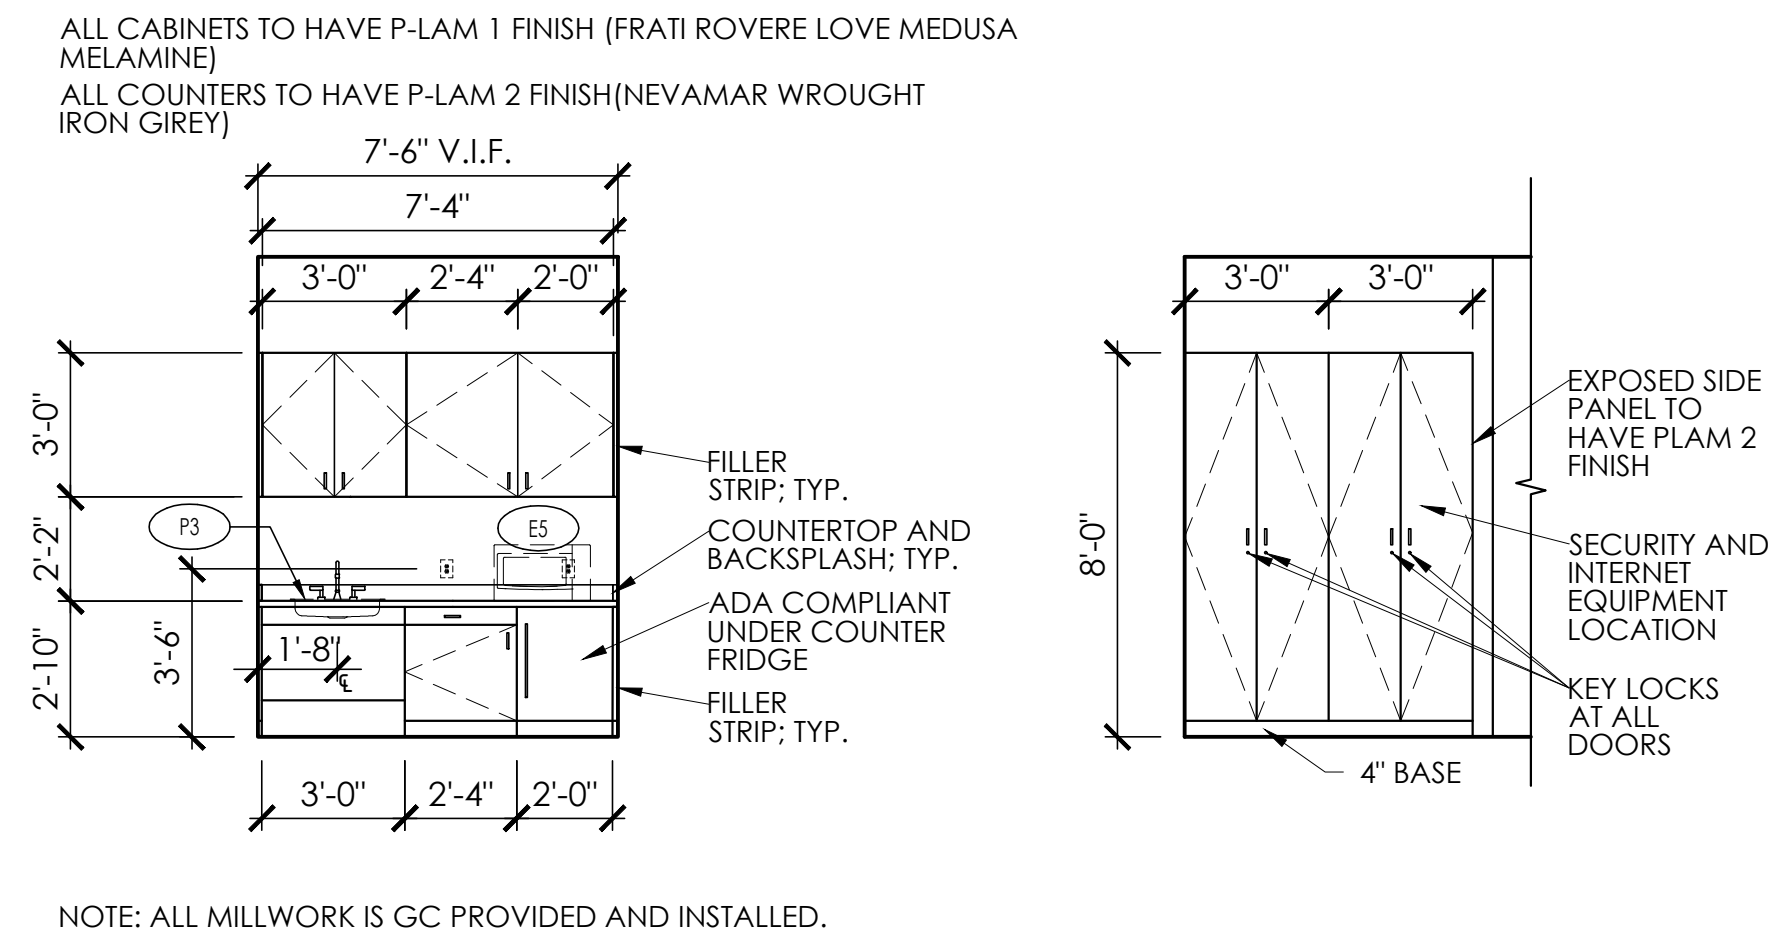 ALL CABINETS TO HAVE P-LAM 1 FINISH (FRATI ROVERE LOVE MEDUSA
MELAMINE)
ALL COUNTERS TO HAVE P-LAM 2 FINISH(NEVAMAR WROUGHT
IRON GIREY)
7'-6" V.I.F.
7'-4"
3'-0"
2'-4"
2'-0"
3'-0"
2'-2"
2'-10"
3'-6"
P3
E5
1'-8"
℄
FILLER
STRIP; TYP.
COUNTERTOP AND
BACKSPLASH; TYP.
ADA COMPLIANT
UNDER COUNTER
FRIDGE
FILLER
STRIP; TYP.
3'-0"
2'-4"
2'-0"
3'-0"
3'-0"
8'-0"
EXPOSED SIDE
PANEL TO
HAVE PLAM 2
FINISH
SECURITY AND
INTERNET
EQUIPMENT
LOCATION
KEY LOCKS
AT ALL
DOORS
4" BASE
NOTE: ALL MILLWORK IS GC PROVIDED AND INSTALLED.